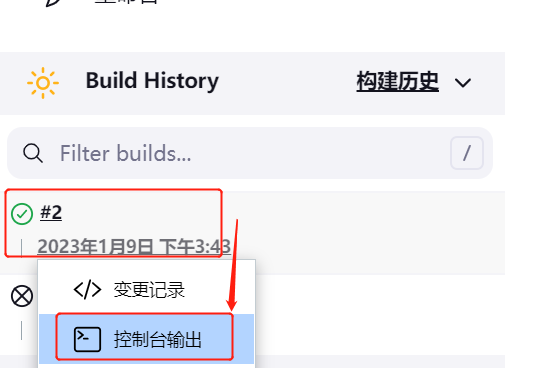 Build History 构建历史
Filter builds... /
#2
2023年1月9日 下午3:43
变更记录
控制台输出